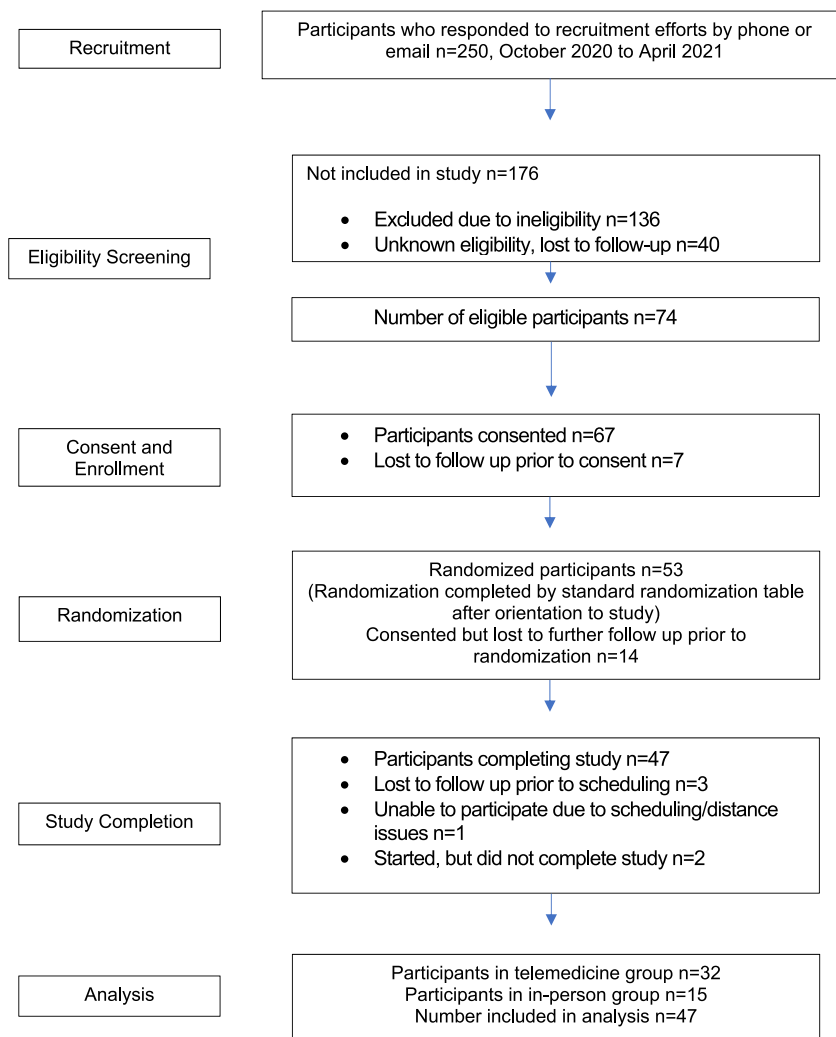 Recruitment
Participants who responded to recruitment efforts by phone or
email n=250, October 2020 to April 2021
Eligibility Screening
Not included in study n=176
• Excluded due to ineligibility n=136
• Unknown eligibility, lost to follow-up n=40
Number of eligible participants n=74
Consent and
Enrollment
• Participants consented n=67
• Lost to follow up prior to consent n=7
Randomization
Randomized participants n=53
(Randomization completed by standard randomization table
after orientation to study)
Consented but lost to further follow up prior to
randomization n=14
Study Completion
• Participants completing study n=47
• Lost to follow up prior to scheduling n=3
• Unable to participate due to scheduling/distance
issues n=1
• Started, but did not complete study n=2
Analysis
Participants in telemedicine group n=32
Participants in in-person group n=15
Number included in analysis n=47